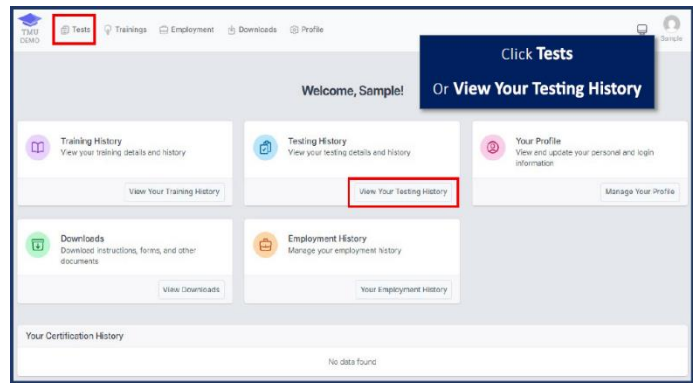 TMU
DEMO
Tests
Trainings
Employment
Downloads
Profile
Sample
Click Tests
Or View Your Testing History
Welcome, Sample!
Training History
View your training details and history
View Your Training History
Testing History
View your testing details and history
View Your Testing History
Your Profile
View and update your personal and login
information
Manage Your Profile
Downloads
Download instructions, forms, and other
documents
View Downloads
Employment History
Manage your employment history
Your Employment History
Your Certification History
No data found